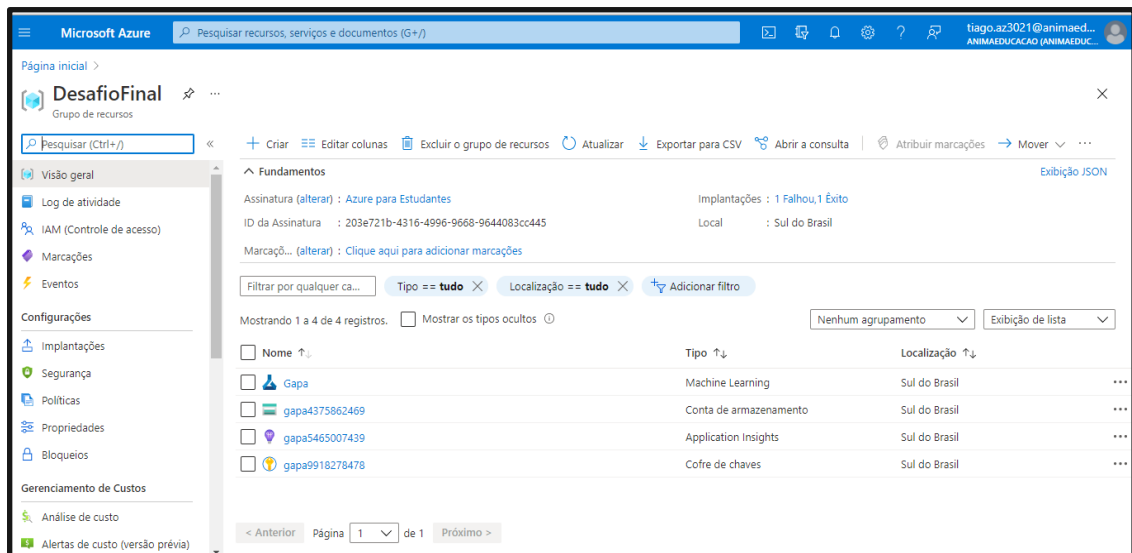 Microsoft Azure
Pesquisar recursos, serviços e documentos (G+/)
tiago.az3021@animaed...
ANIMAEDUCACAO (ANIMAEDUC...
Página inicial >
DesafioFinal
Grupo de recursos
Pesquisar (Ctrl+/)
Criar Editar colunas Excluir o grupo de recursos Atualizar Exportar para CSV Abrir a consulta Atribuir marcações Mover
Visão geral
Log de atividade
IAM (Controle de acesso)
Marcações
Eventos
Configurações
Implantações
Segurança
Políticas
Propriedades
Bloqueios
Gerenciamento de Custos
Análise de custo
Alertas de custo (versão prévia)
Fundamentos
Exibição JSON
Assinatura (alterar) : Azure para Estudantes
Implantações : 1 Falhou,1 Êxito
ID da Assinatura : 203e721b-4316-4996-9668-9644083cc445
Local : Sul do Brasil
Marcaçõ... (alterar) : Clique aqui para adicionar marcações
Filtrar por qualquer ca... Tipo == tudo Localização == tudo Adicionar filtro
Mostrando 1 a 4 de 4 registros. Mostrar os tipos ocultos
Nenhum agrupamento Exibição de lista
Nome Tipo Localização
Gapa Machine Learning Sul do Brasil
gapa4375862469 Conta de armazenamento Sul do Brasil
gapa5465007439 Application Insights Sul do Brasil
gapa9918278478 Cofre de chaves Sul do Brasil
< Anterior Página 1 de 1 Próximo >